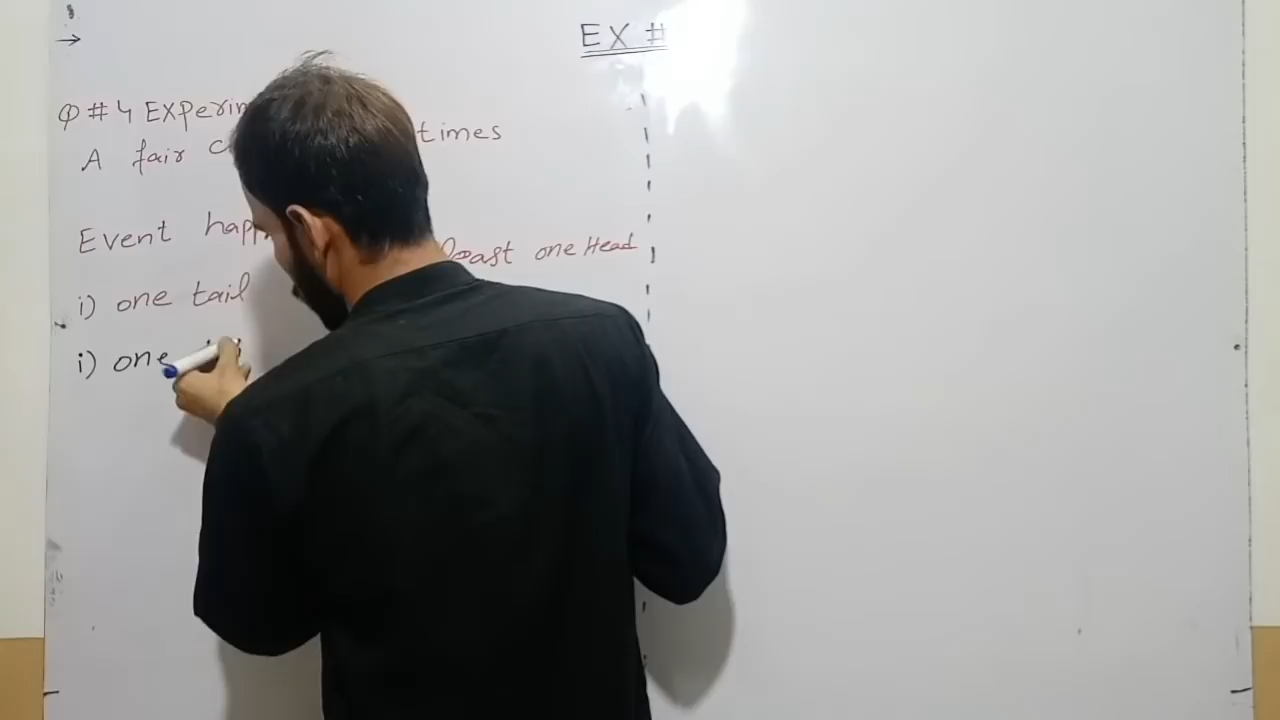 EX #
Q # 4 Experim
A fair c times
Event happ
least one Head
i) one tail
i) one